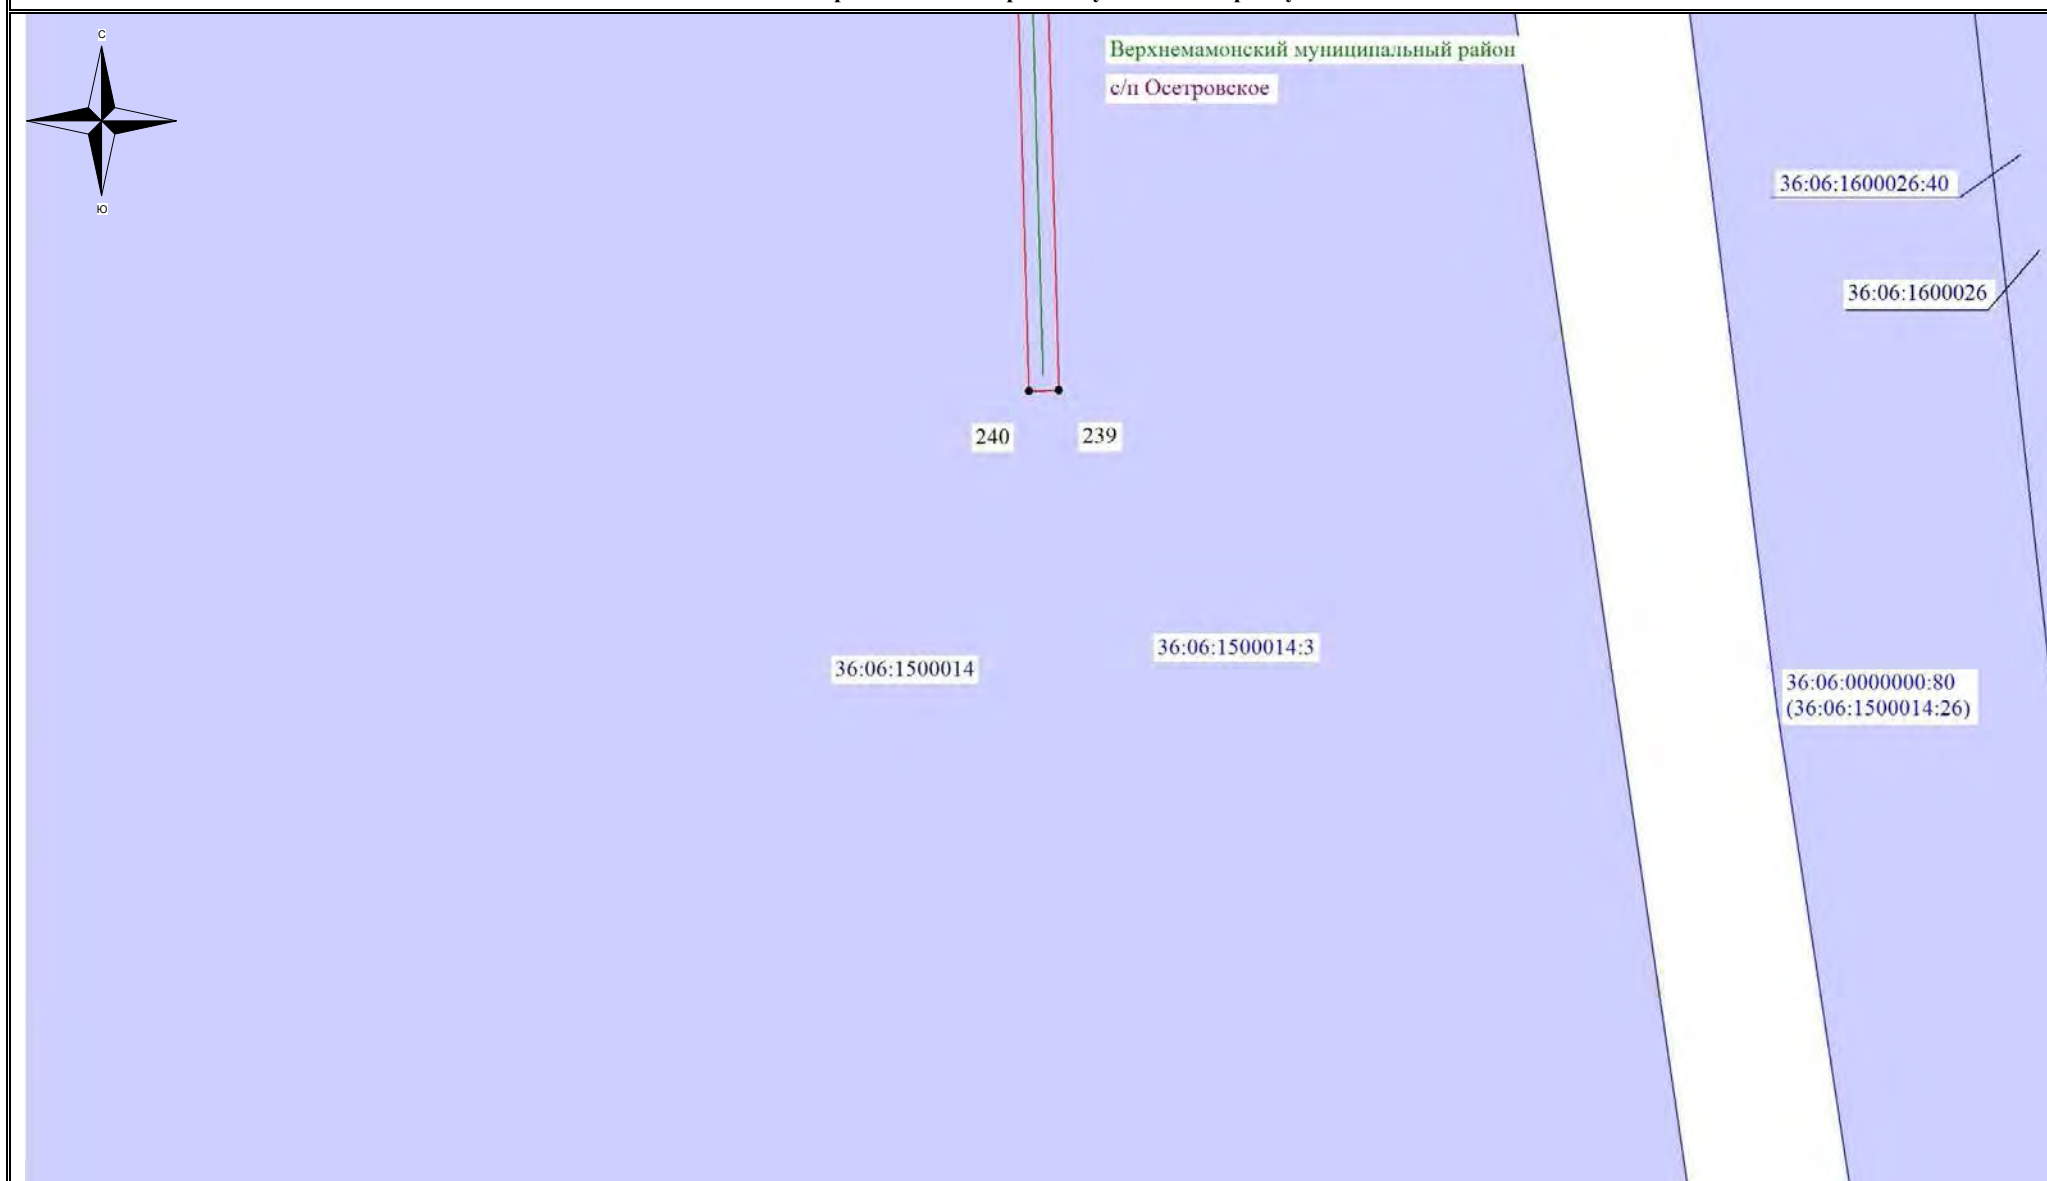 С
Ю
Верхнемамонский муниципальный район
с/п Осетровское
36:06:1600026:40
36:06:1600026
240
239
36:06:1500014:3
36:06:1500014
36:06:0000000:80
(36:06:1500014:26)